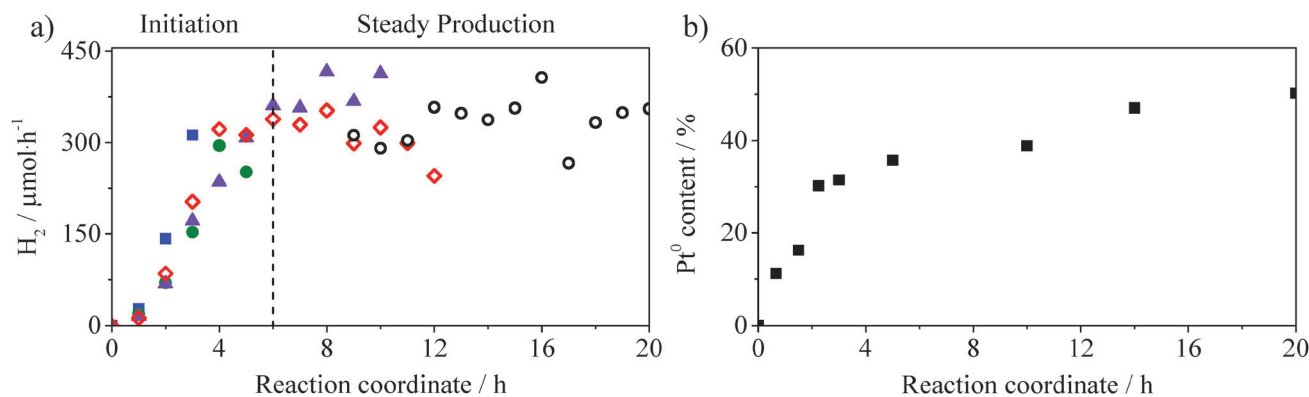 a)
Initiation
Steady Production
450
300
150
0
H₂ / μmol·h⁻¹
0 4 8 12 16 20
Reaction coordinate / h
b)
60
40
20
0
Pt⁰ content / %
0 4 8 12 16 20
Reaction coordinate / h